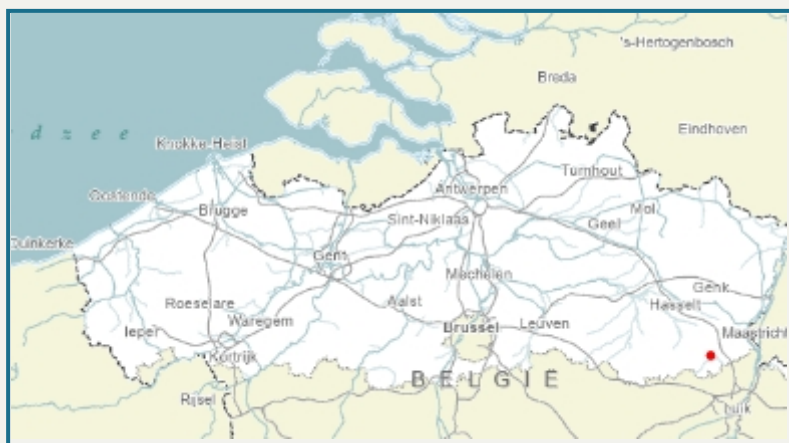 's-Hertogenbosch
Breda
Eindhoven
d z e e
Knokke-Heist
Turnhout
Antwerpen
Oostende
Brugge
Sint-Niklaas
Geel
Mol
Duinkerke
Gent
Mechelen
Genk
Roeselare
Aalst
Hasselt
Ieper
Waregem
Brussel
Leuven
Maastricht
Kortrijk
BELGIË
Rijsel
Luik